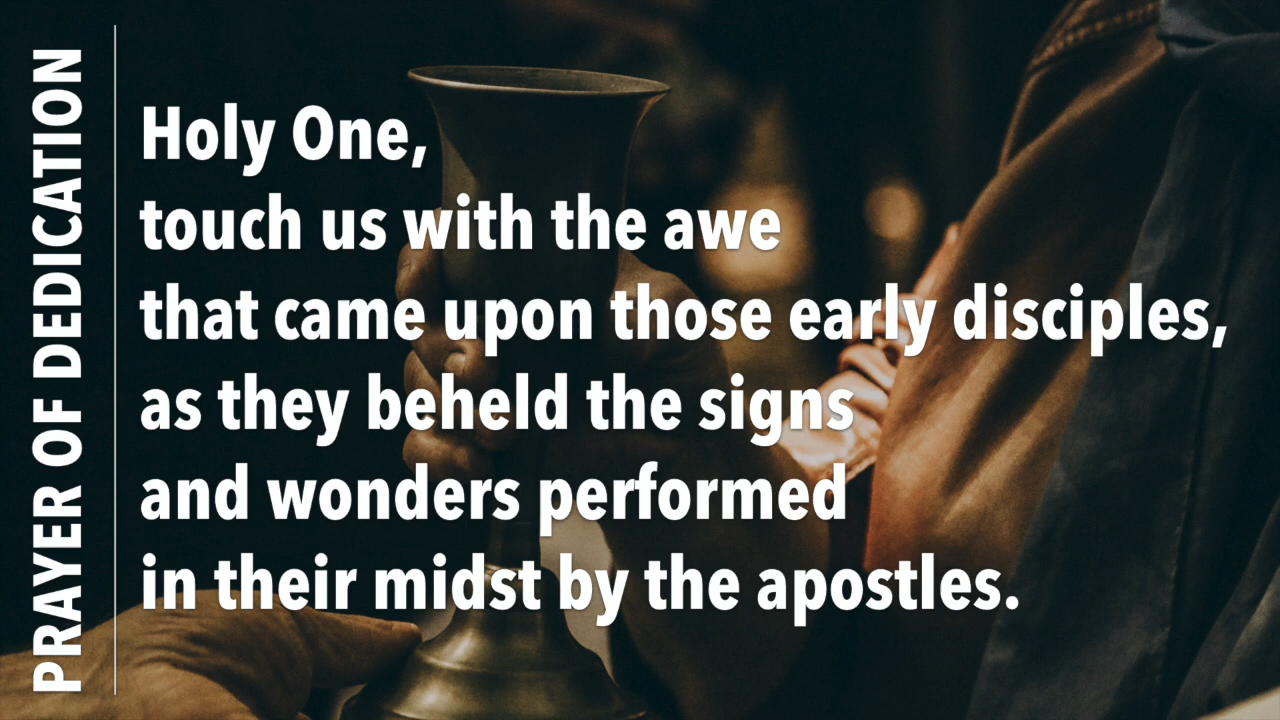 PRAYER OF DEDICATION
Holy One,
touch us with the awe
that came upon those early disciples,
as they beheld the signs
and wonders performed
in their midst by the apostles.